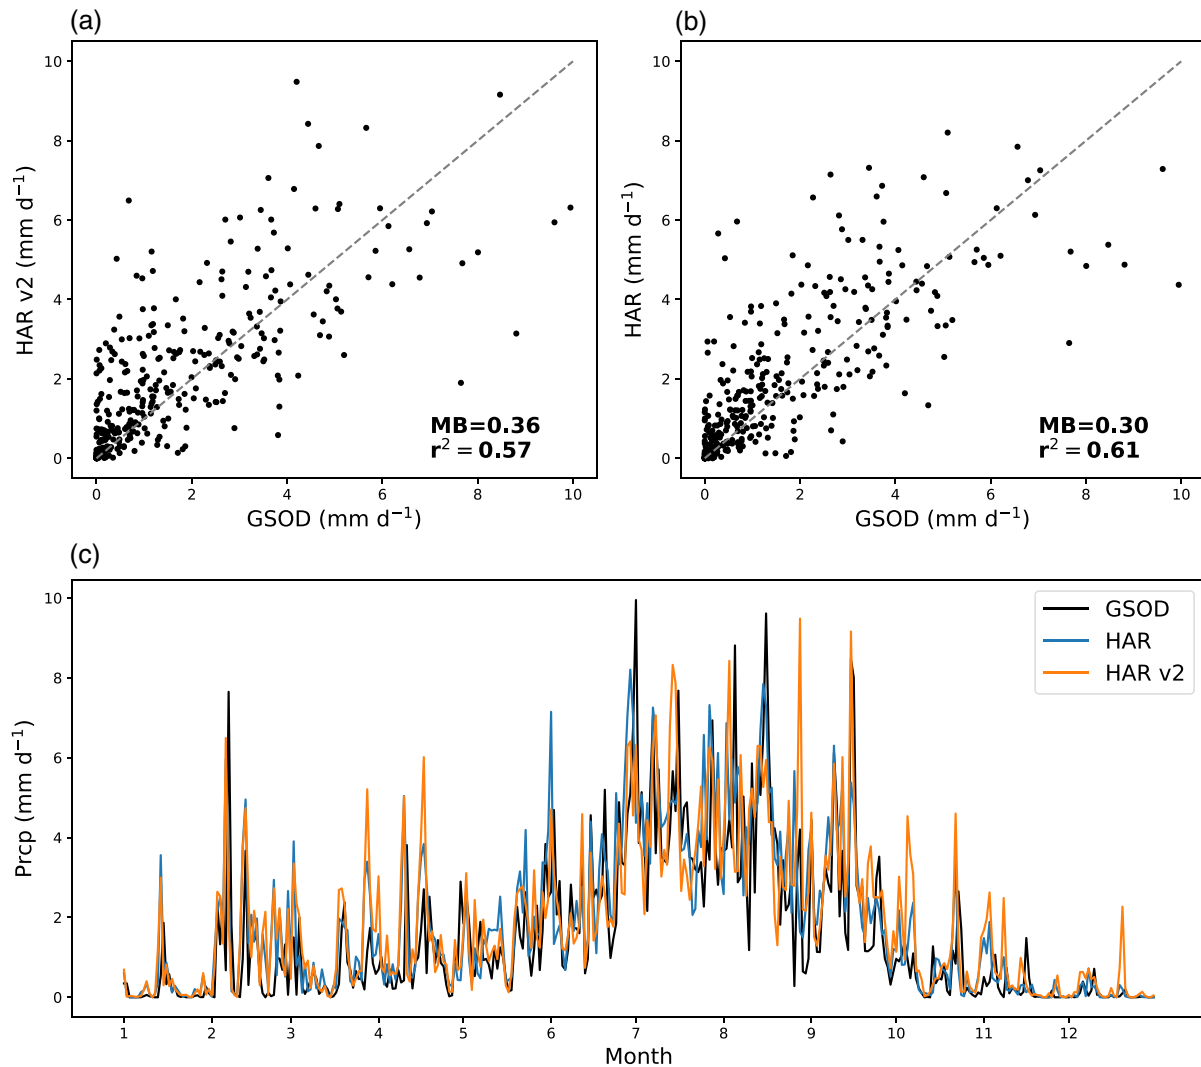 (a)
10
8
6
4
2
0
HAR v2 (mm d⁻¹)
MB=0.36
r² = 0.57
0 2 4 6 8 10
GSOD (mm d⁻¹)
(b)
10
8
6
4
2
0
HAR (mm d⁻¹)
MB=0.30
r² = 0.61
0 2 4 6 8 10
GSOD (mm d⁻¹)
(c)
10
8
6
4
2
0
Prcp (mm d⁻¹)
GSOD
HAR
HAR v2
1 2 3 4 5 6 7 8 9 10 11 12
Month